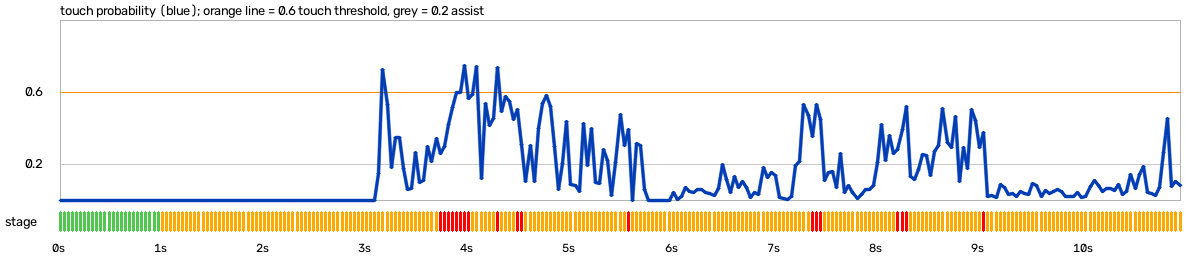 touch probability (blue); orange line = 0.6 touch threshold, grey = 0.2 assist
0.6
0.2
stage
0s 1s 2s 3s 4s 5s 6s 7s 8s 9s 10s